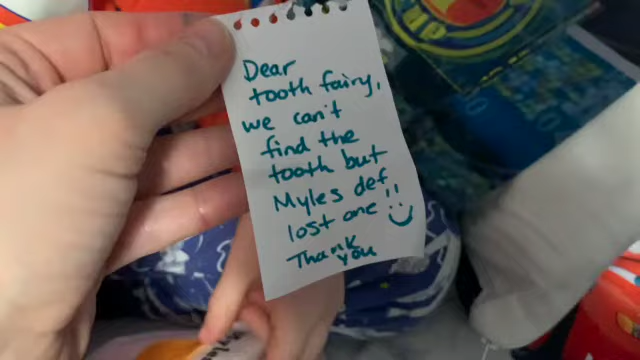 Dear
tooth fairy,
we can't
find the
tooth but
Myles def
lost one!!
Thank
you